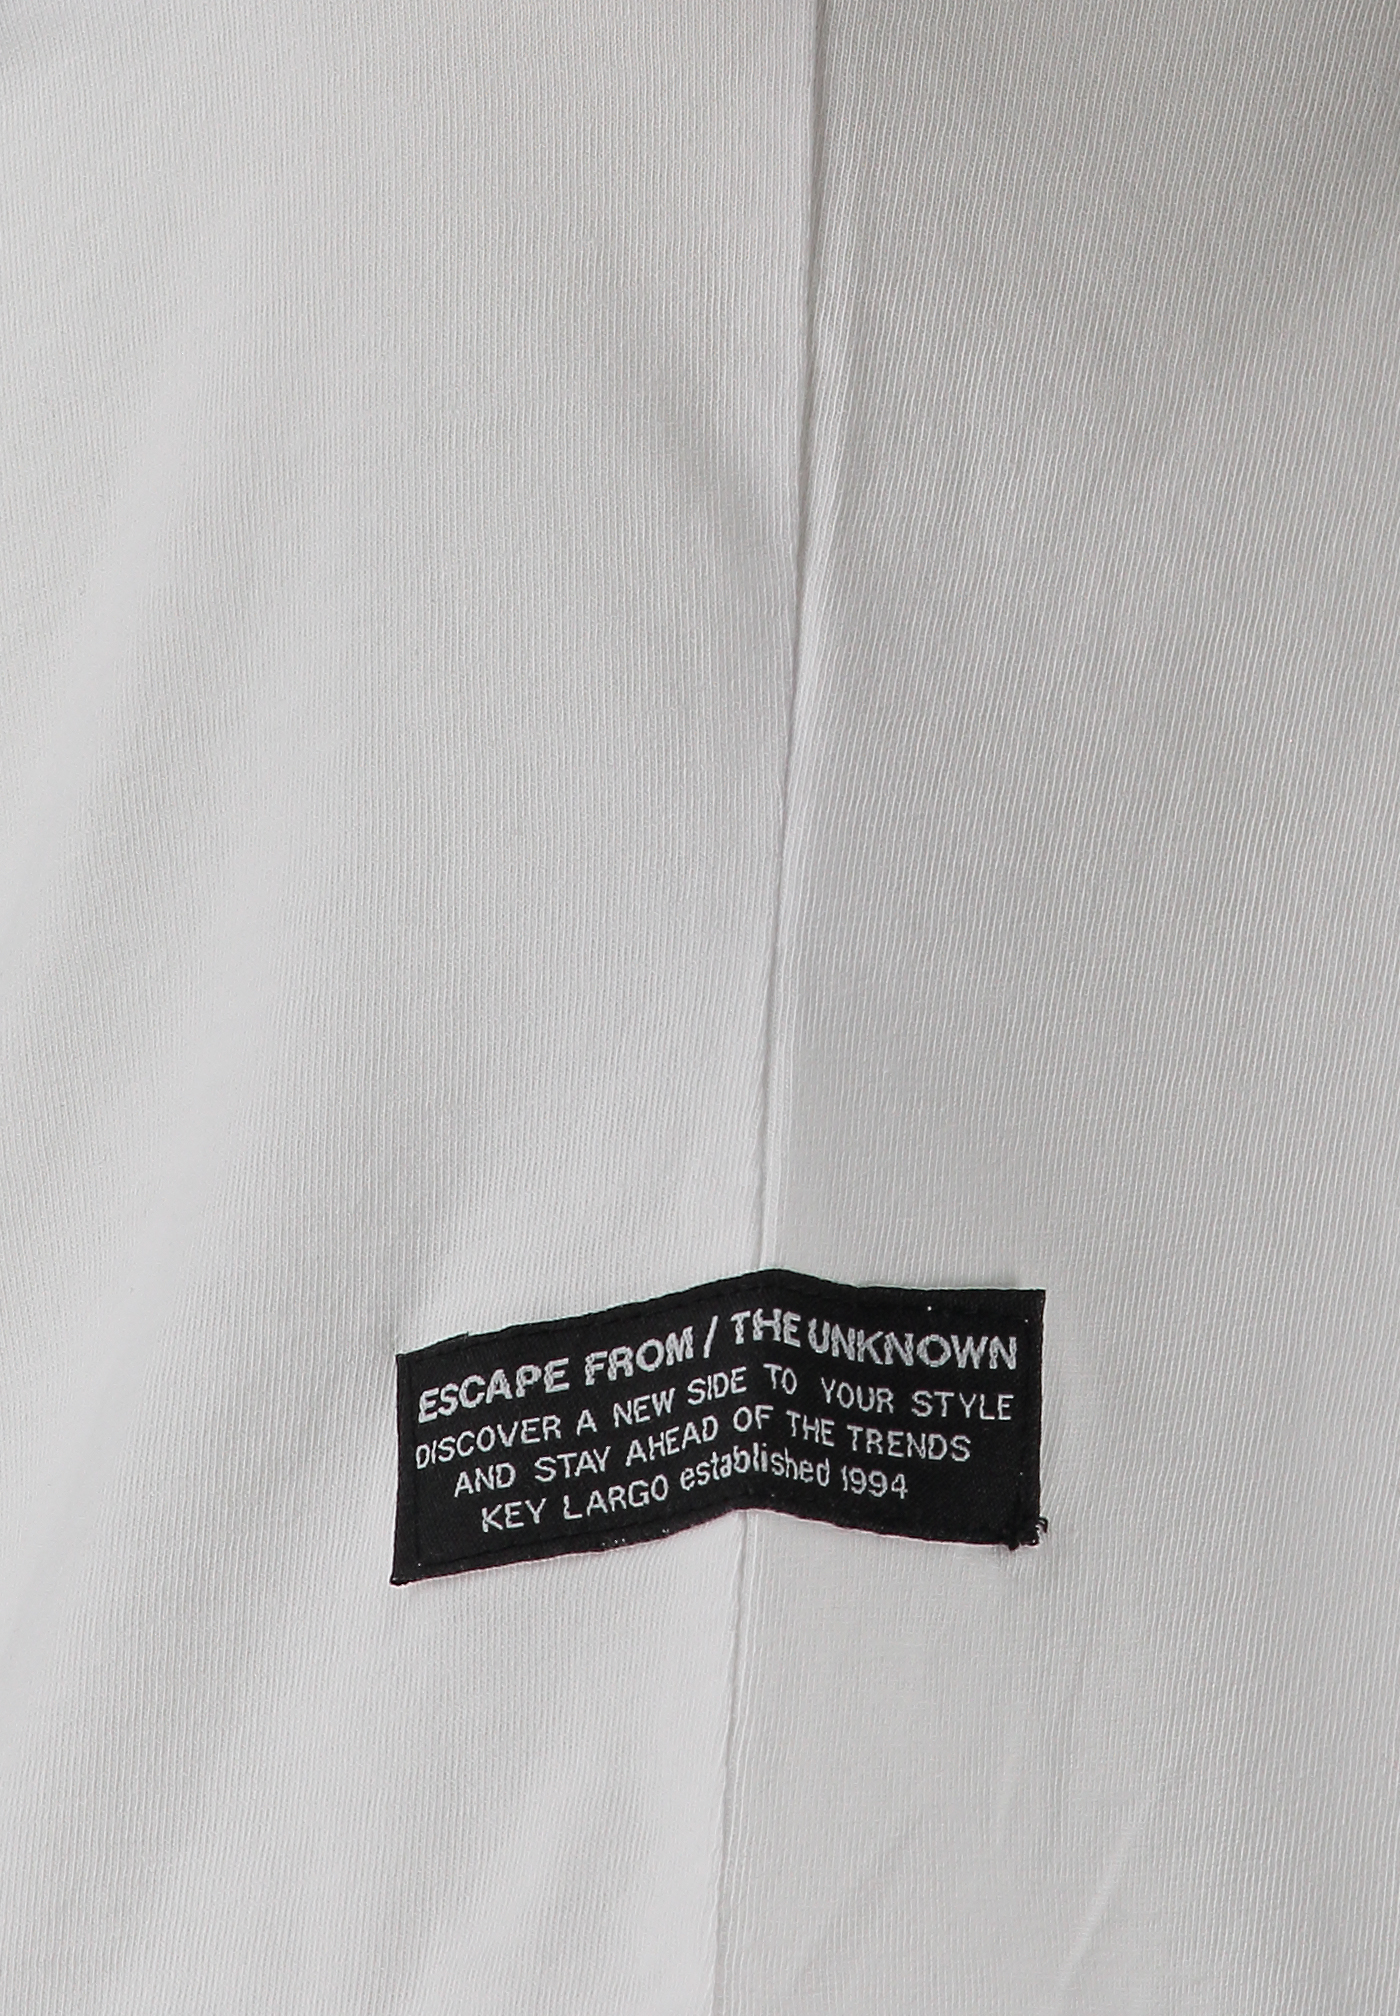 ESCAPE FROM / THE UNKNOWN
DISCOVER A NEW SIDE TO YOUR STYLE
AND STAY AHEAD OF THE TRENDS
KEY LARGO established 1994